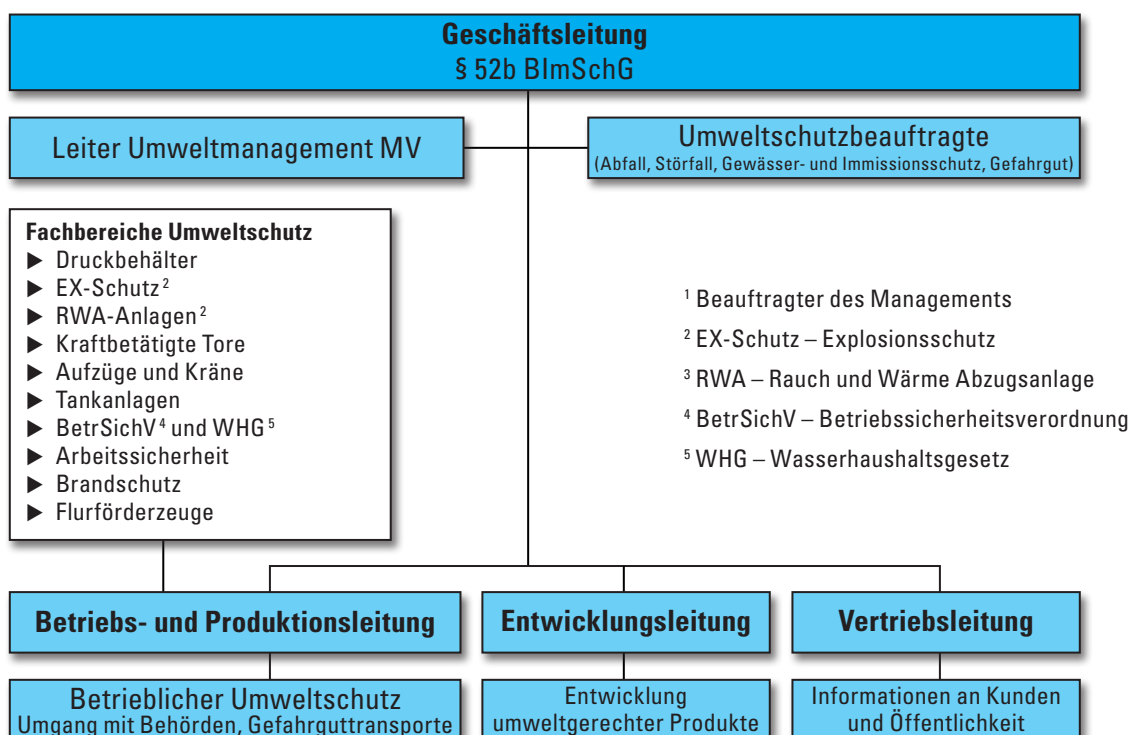 Geschäftsleitung
§ 52b BImSchG
Leiter Umweltmanagement MV
Umweltschutzbeauftragte
(Abfall, Störfall, Gewässer- und Immissionsschutz, Gefahrgut)
Fachbereiche Umweltschutz
▶ Druckbehälter
▶ EX-Schutz ²
▶ RWA-Anlagen ²
▶ Kraftbetätigte Tore
▶ Aufzüge und Kräne
▶ Tankanlagen
▶ BetrSichV ⁴ und WHG ⁵
▶ Arbeitssicherheit
▶ Brandschutz
▶ Flurförderzeuge
¹ Beauftragter des Managements
² EX-Schutz – Explosionsschutz
³ RWA – Rauch und Wärme Abzugsanlage
⁴ BetrSichV – Betriebssicherheitsverordnung
⁵ WHG – Wasserhaushaltsgesetz
Betriebs- und Produktionsleitung
Entwicklungsleitung
Vertriebsleitung
Betrieblicher Umweltschutz
Umgang mit Behörden, Gefahrguttransporte
Entwicklung
umweltgerechter Produkte
Informationen an Kunden
und Öffentlichkeit